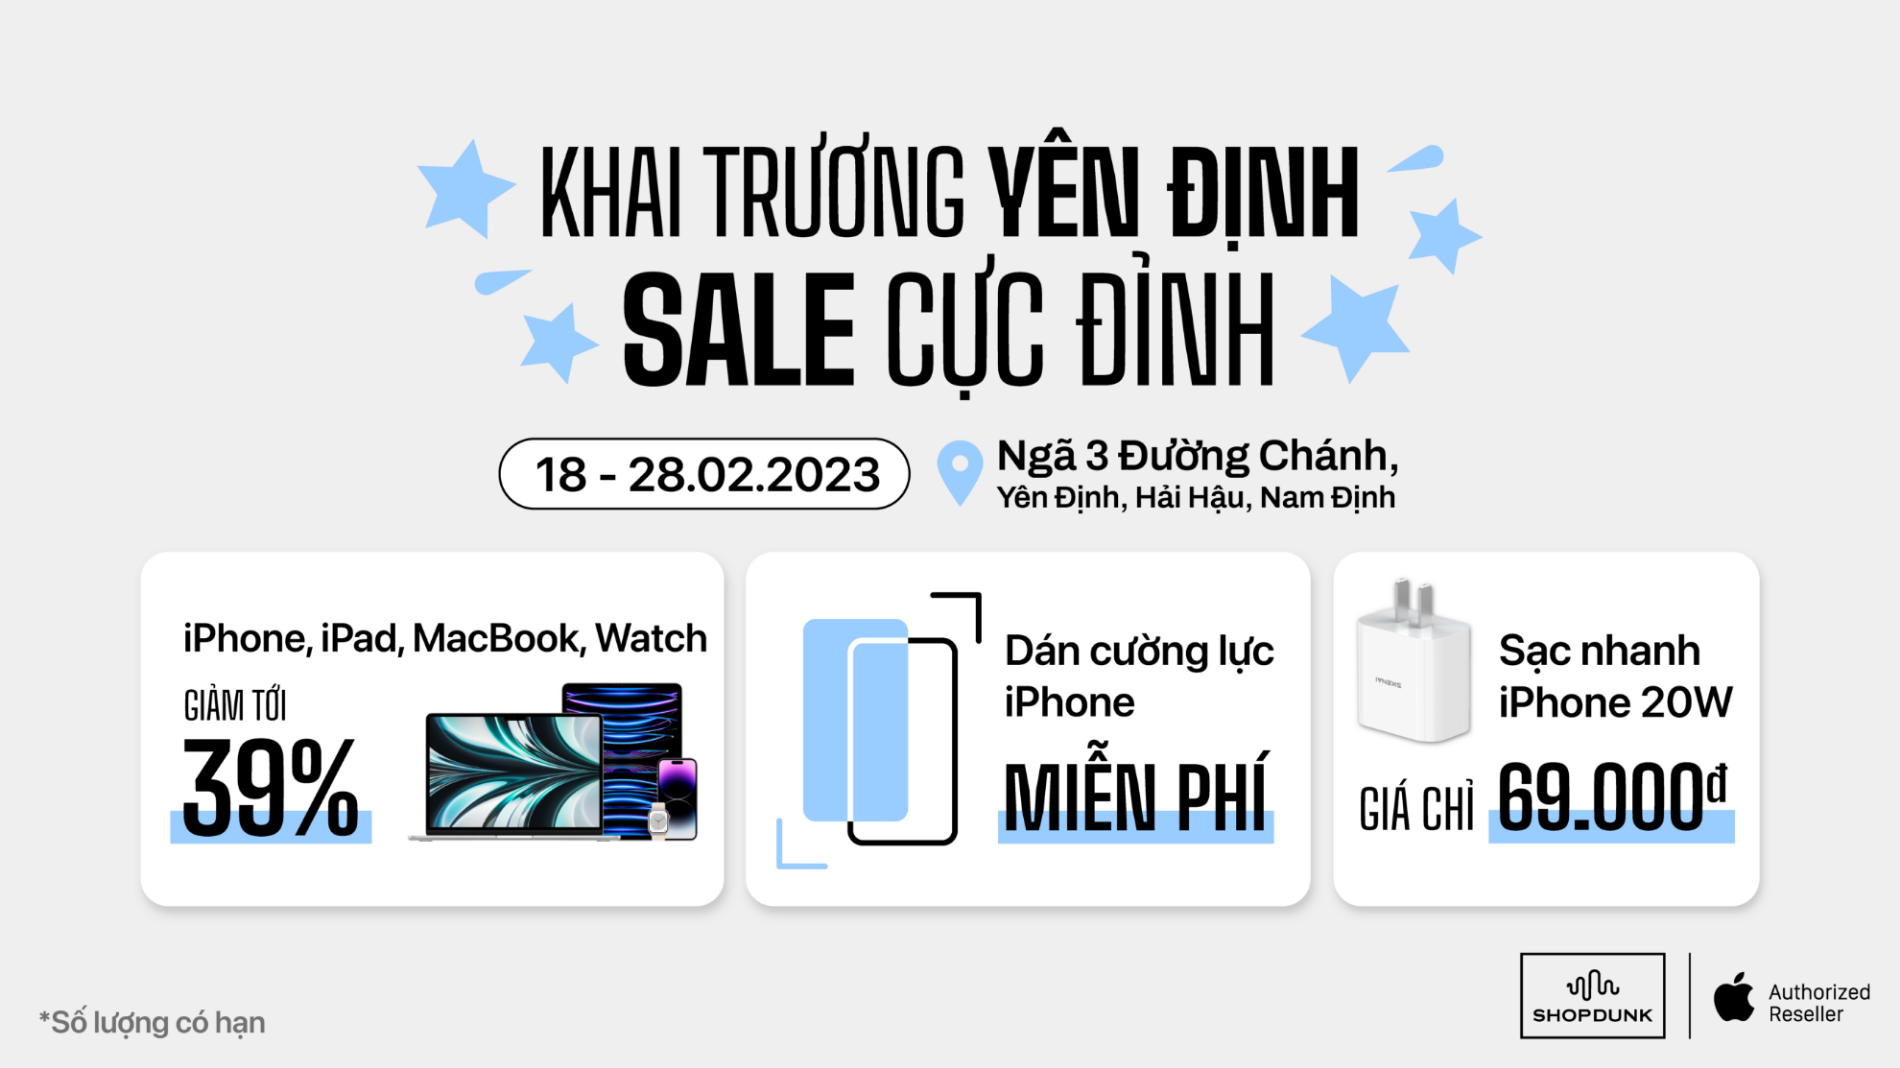 KHAI TRƯƠNG YÊN ĐỊNH
SALE CỰC ĐỈNH
18 - 28.02.2023
Ngã 3 Đường Chánh,
Yên Định, Hải Hậu, Nam Định
iPhone, iPad, MacBook, Watch
GIẢM TỚI
39%
Dán cường lực
iPhone
MIỄN PHÍ
Sạc nhanh
iPhone 20W
GIÁ CHỈ 69.000đ
*Số lượng có hạn
SHOPDUNK
Authorized
Reseller